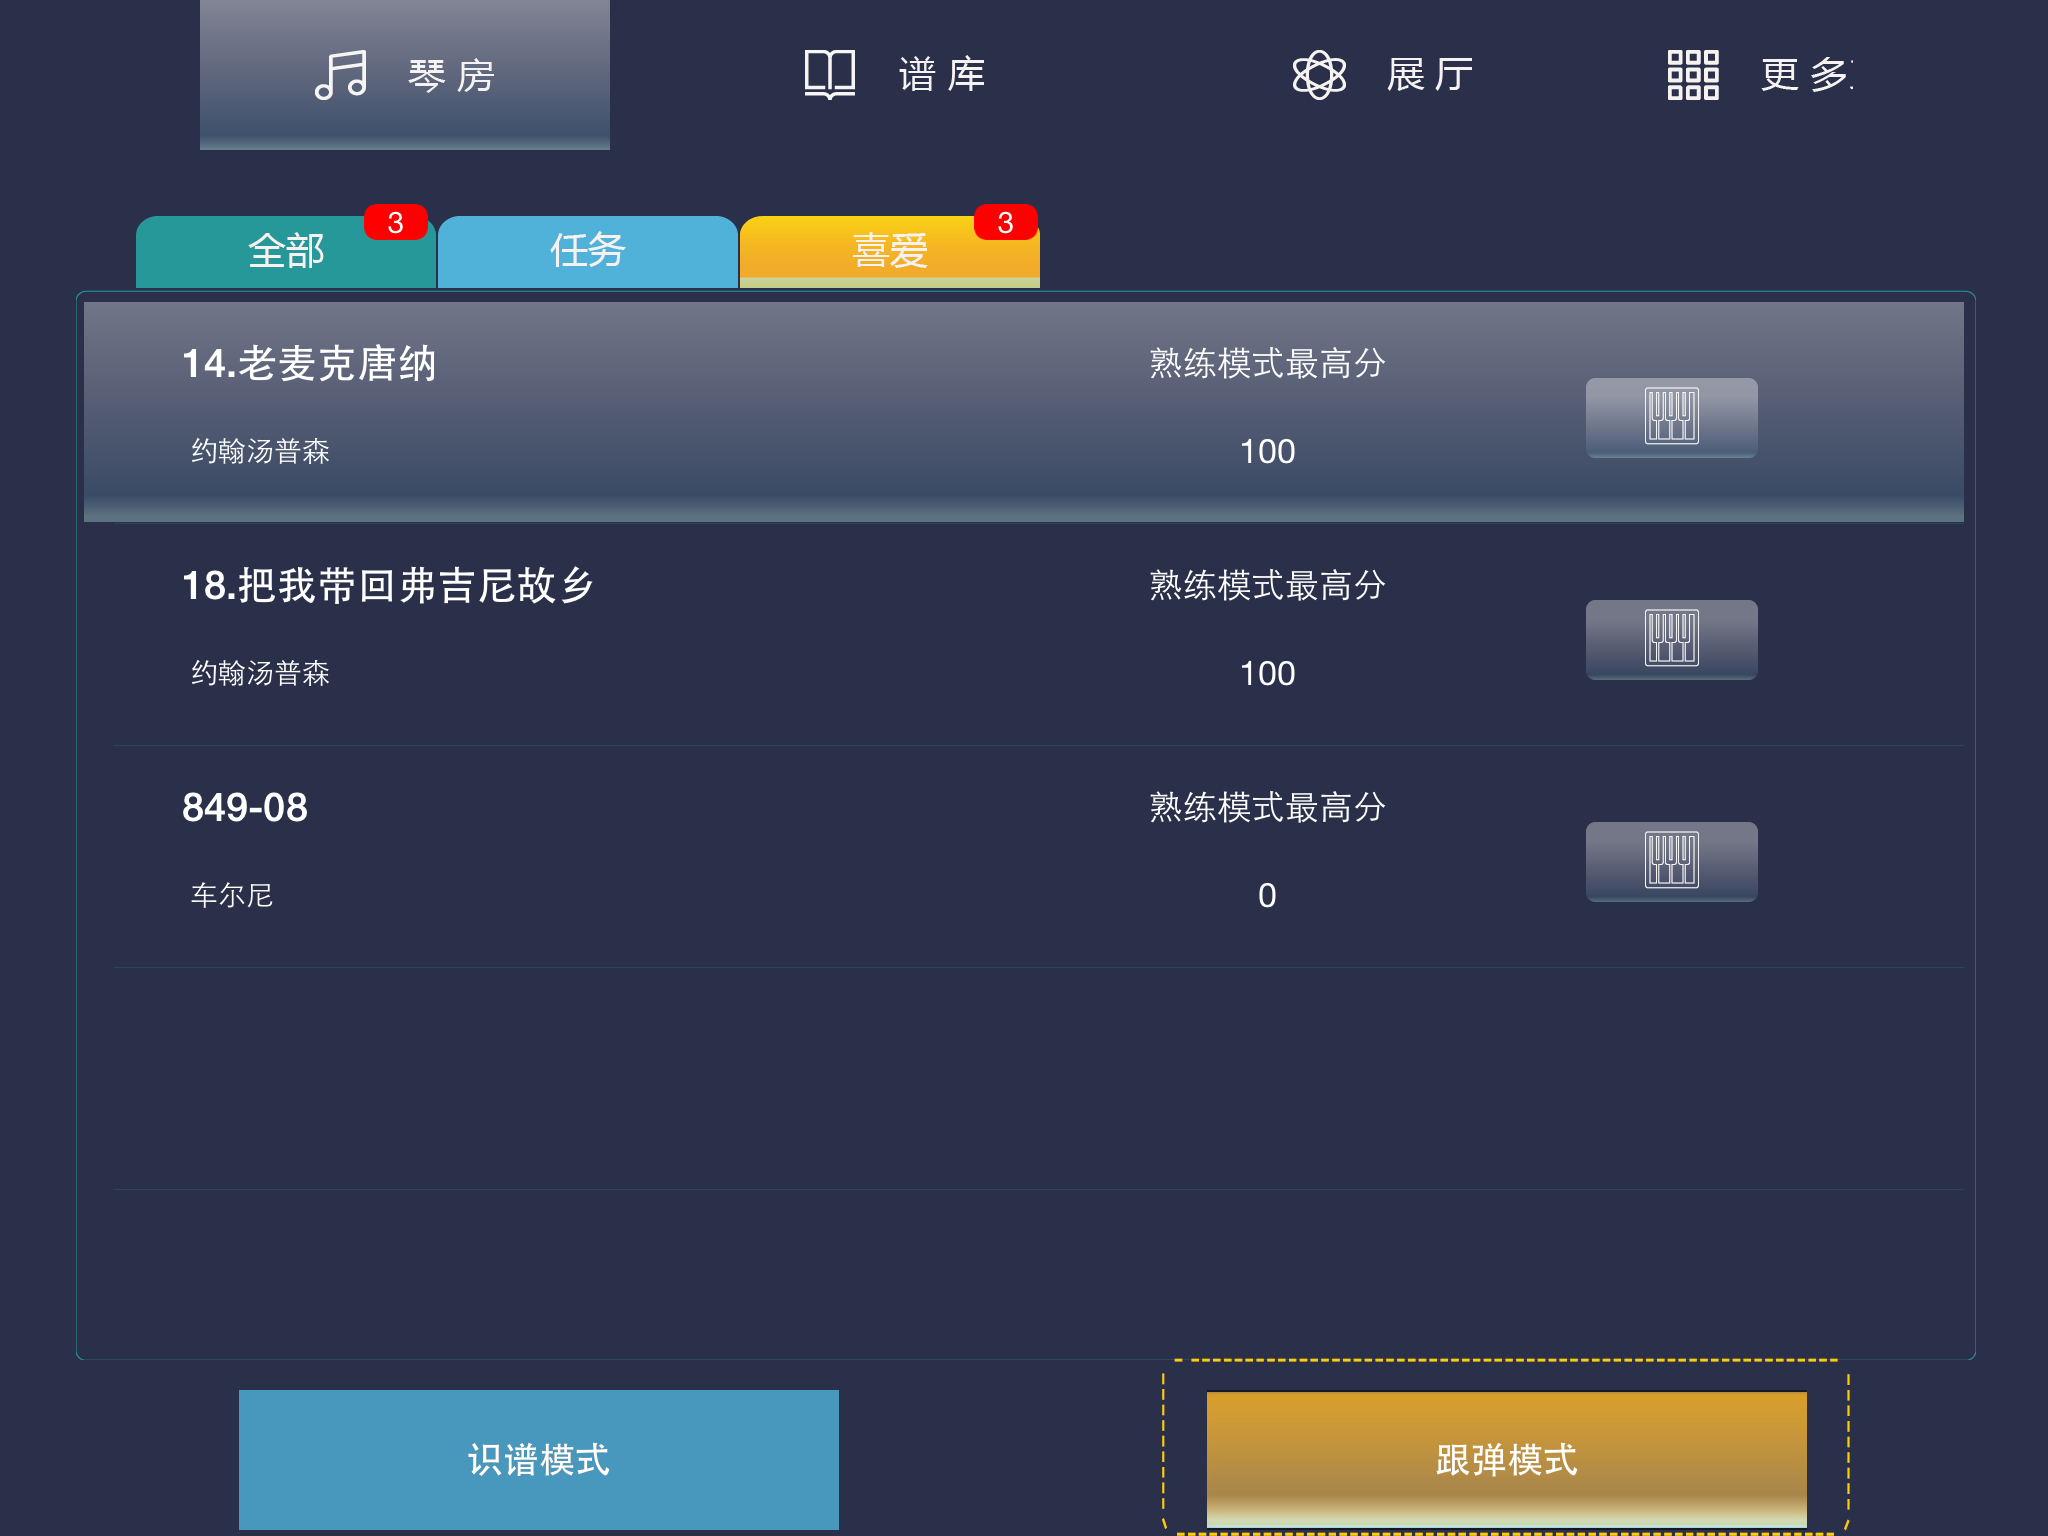 琴房
谱库
展厅
更多
全部 3
任务
喜爱 3
14.老麦克唐纳
熟练模式最高分
约翰汤普森
100
18.把我带回弗吉尼故乡
熟练模式最高分
约翰汤普森
100
849-08
熟练模式最高分
车尔尼
0
识谱模式
跟弹模式